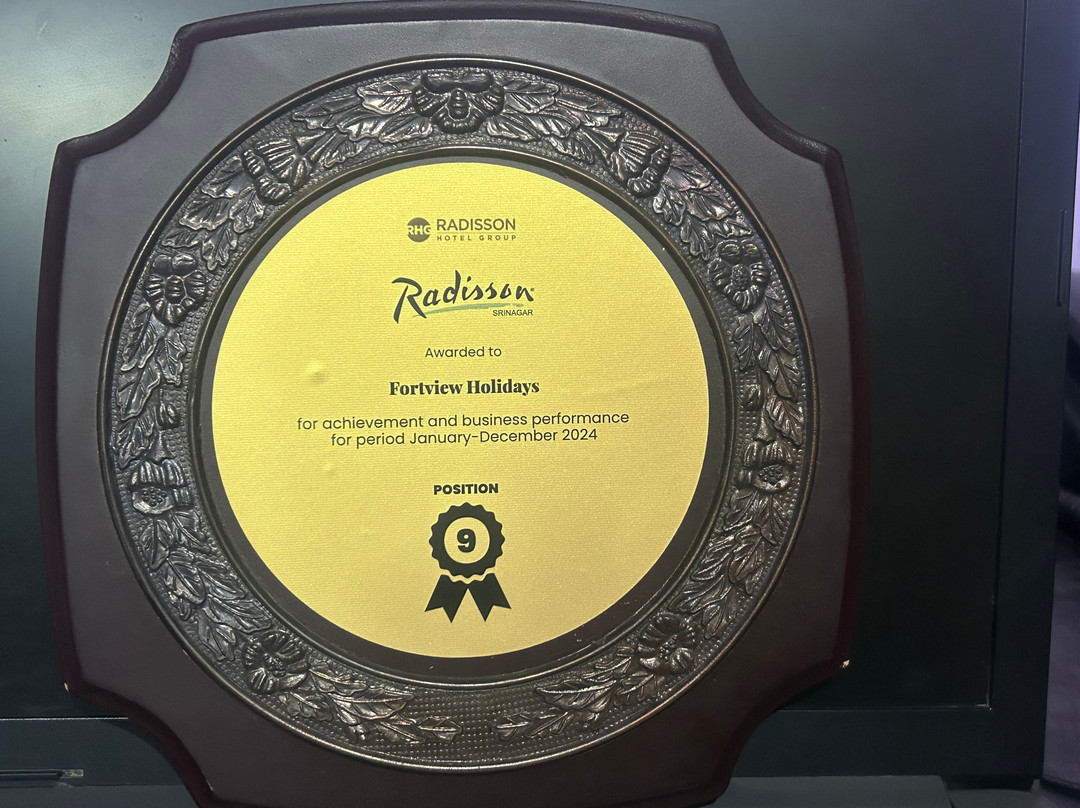 RHG RADISSON
HOTEL GROUP
Radisson
SRINAGAR
Awarded to
Fortview Holidays
for achievement and business performance
for period January-December 2024
POSITION
9